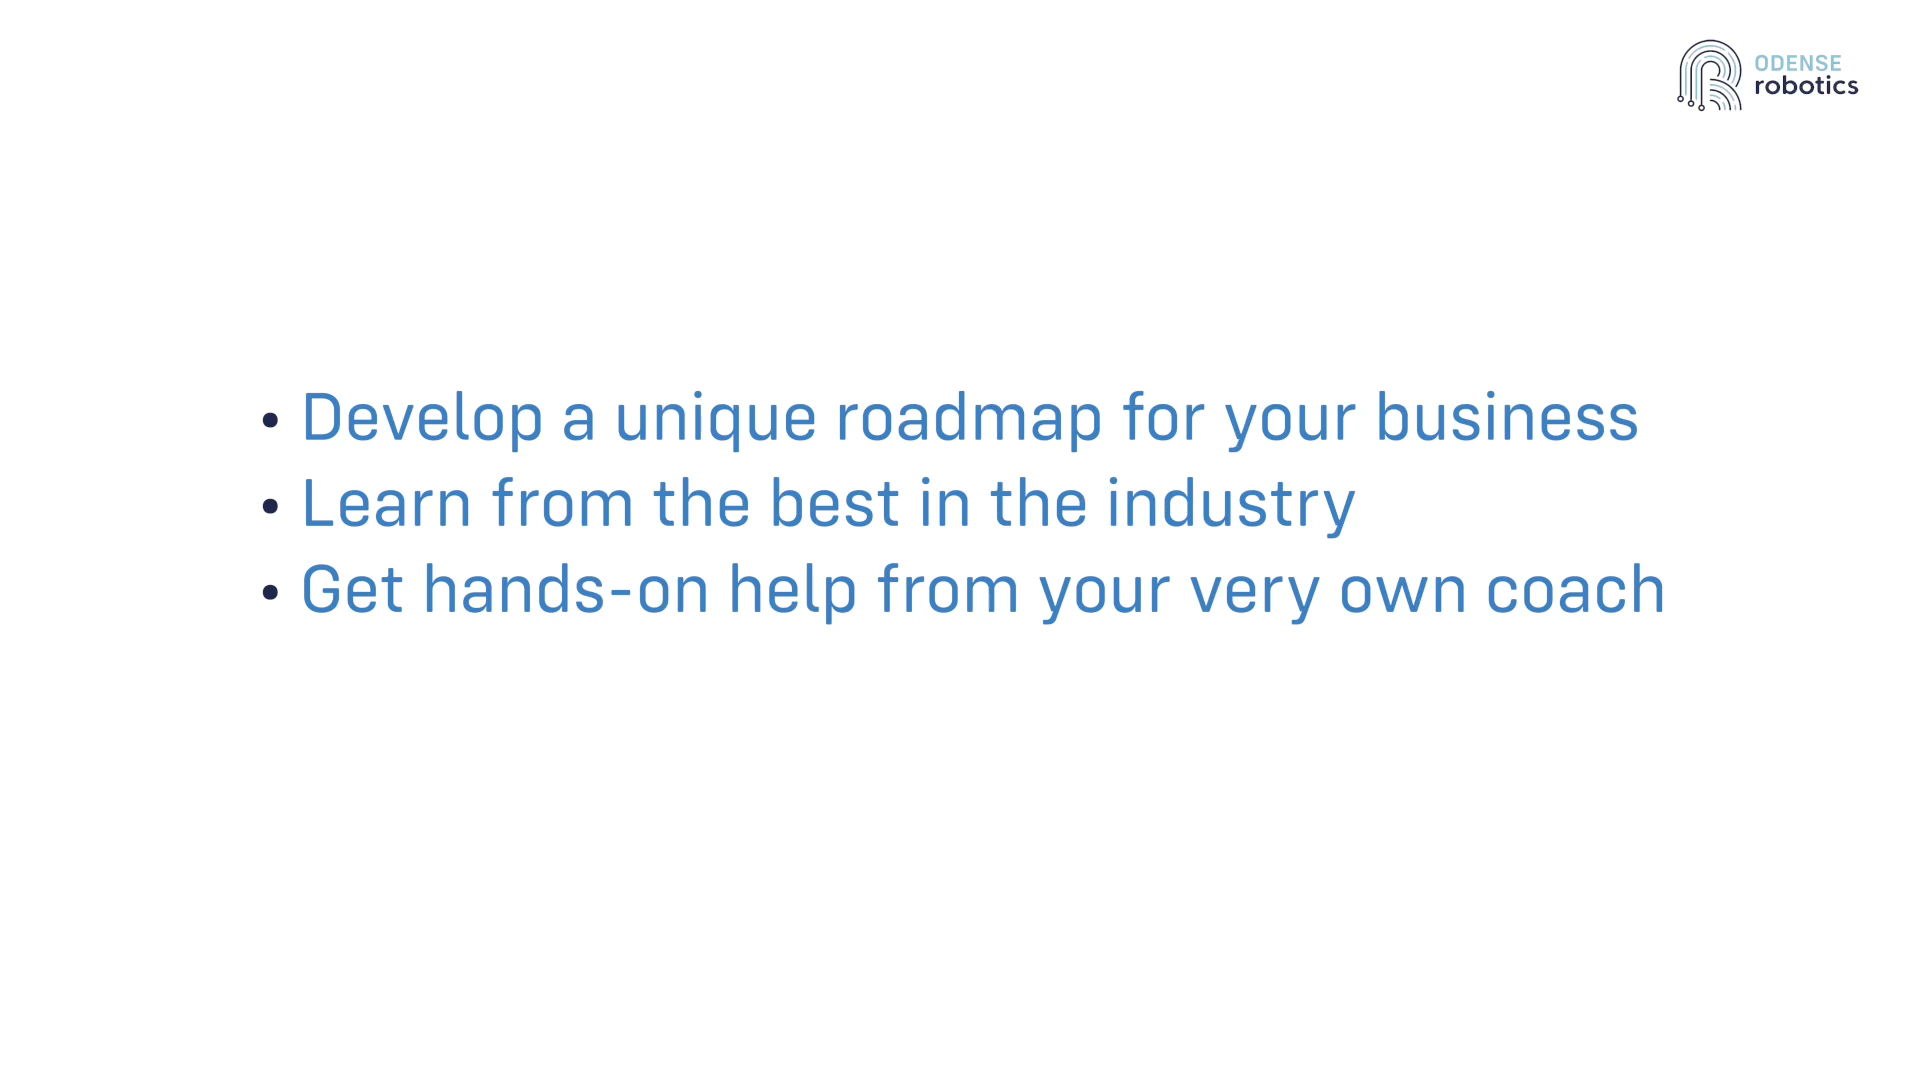 ODENSE
robotics
• Develop a unique roadmap for your business
• Learn from the best in the industry
• Get hands-on help from your very own coach